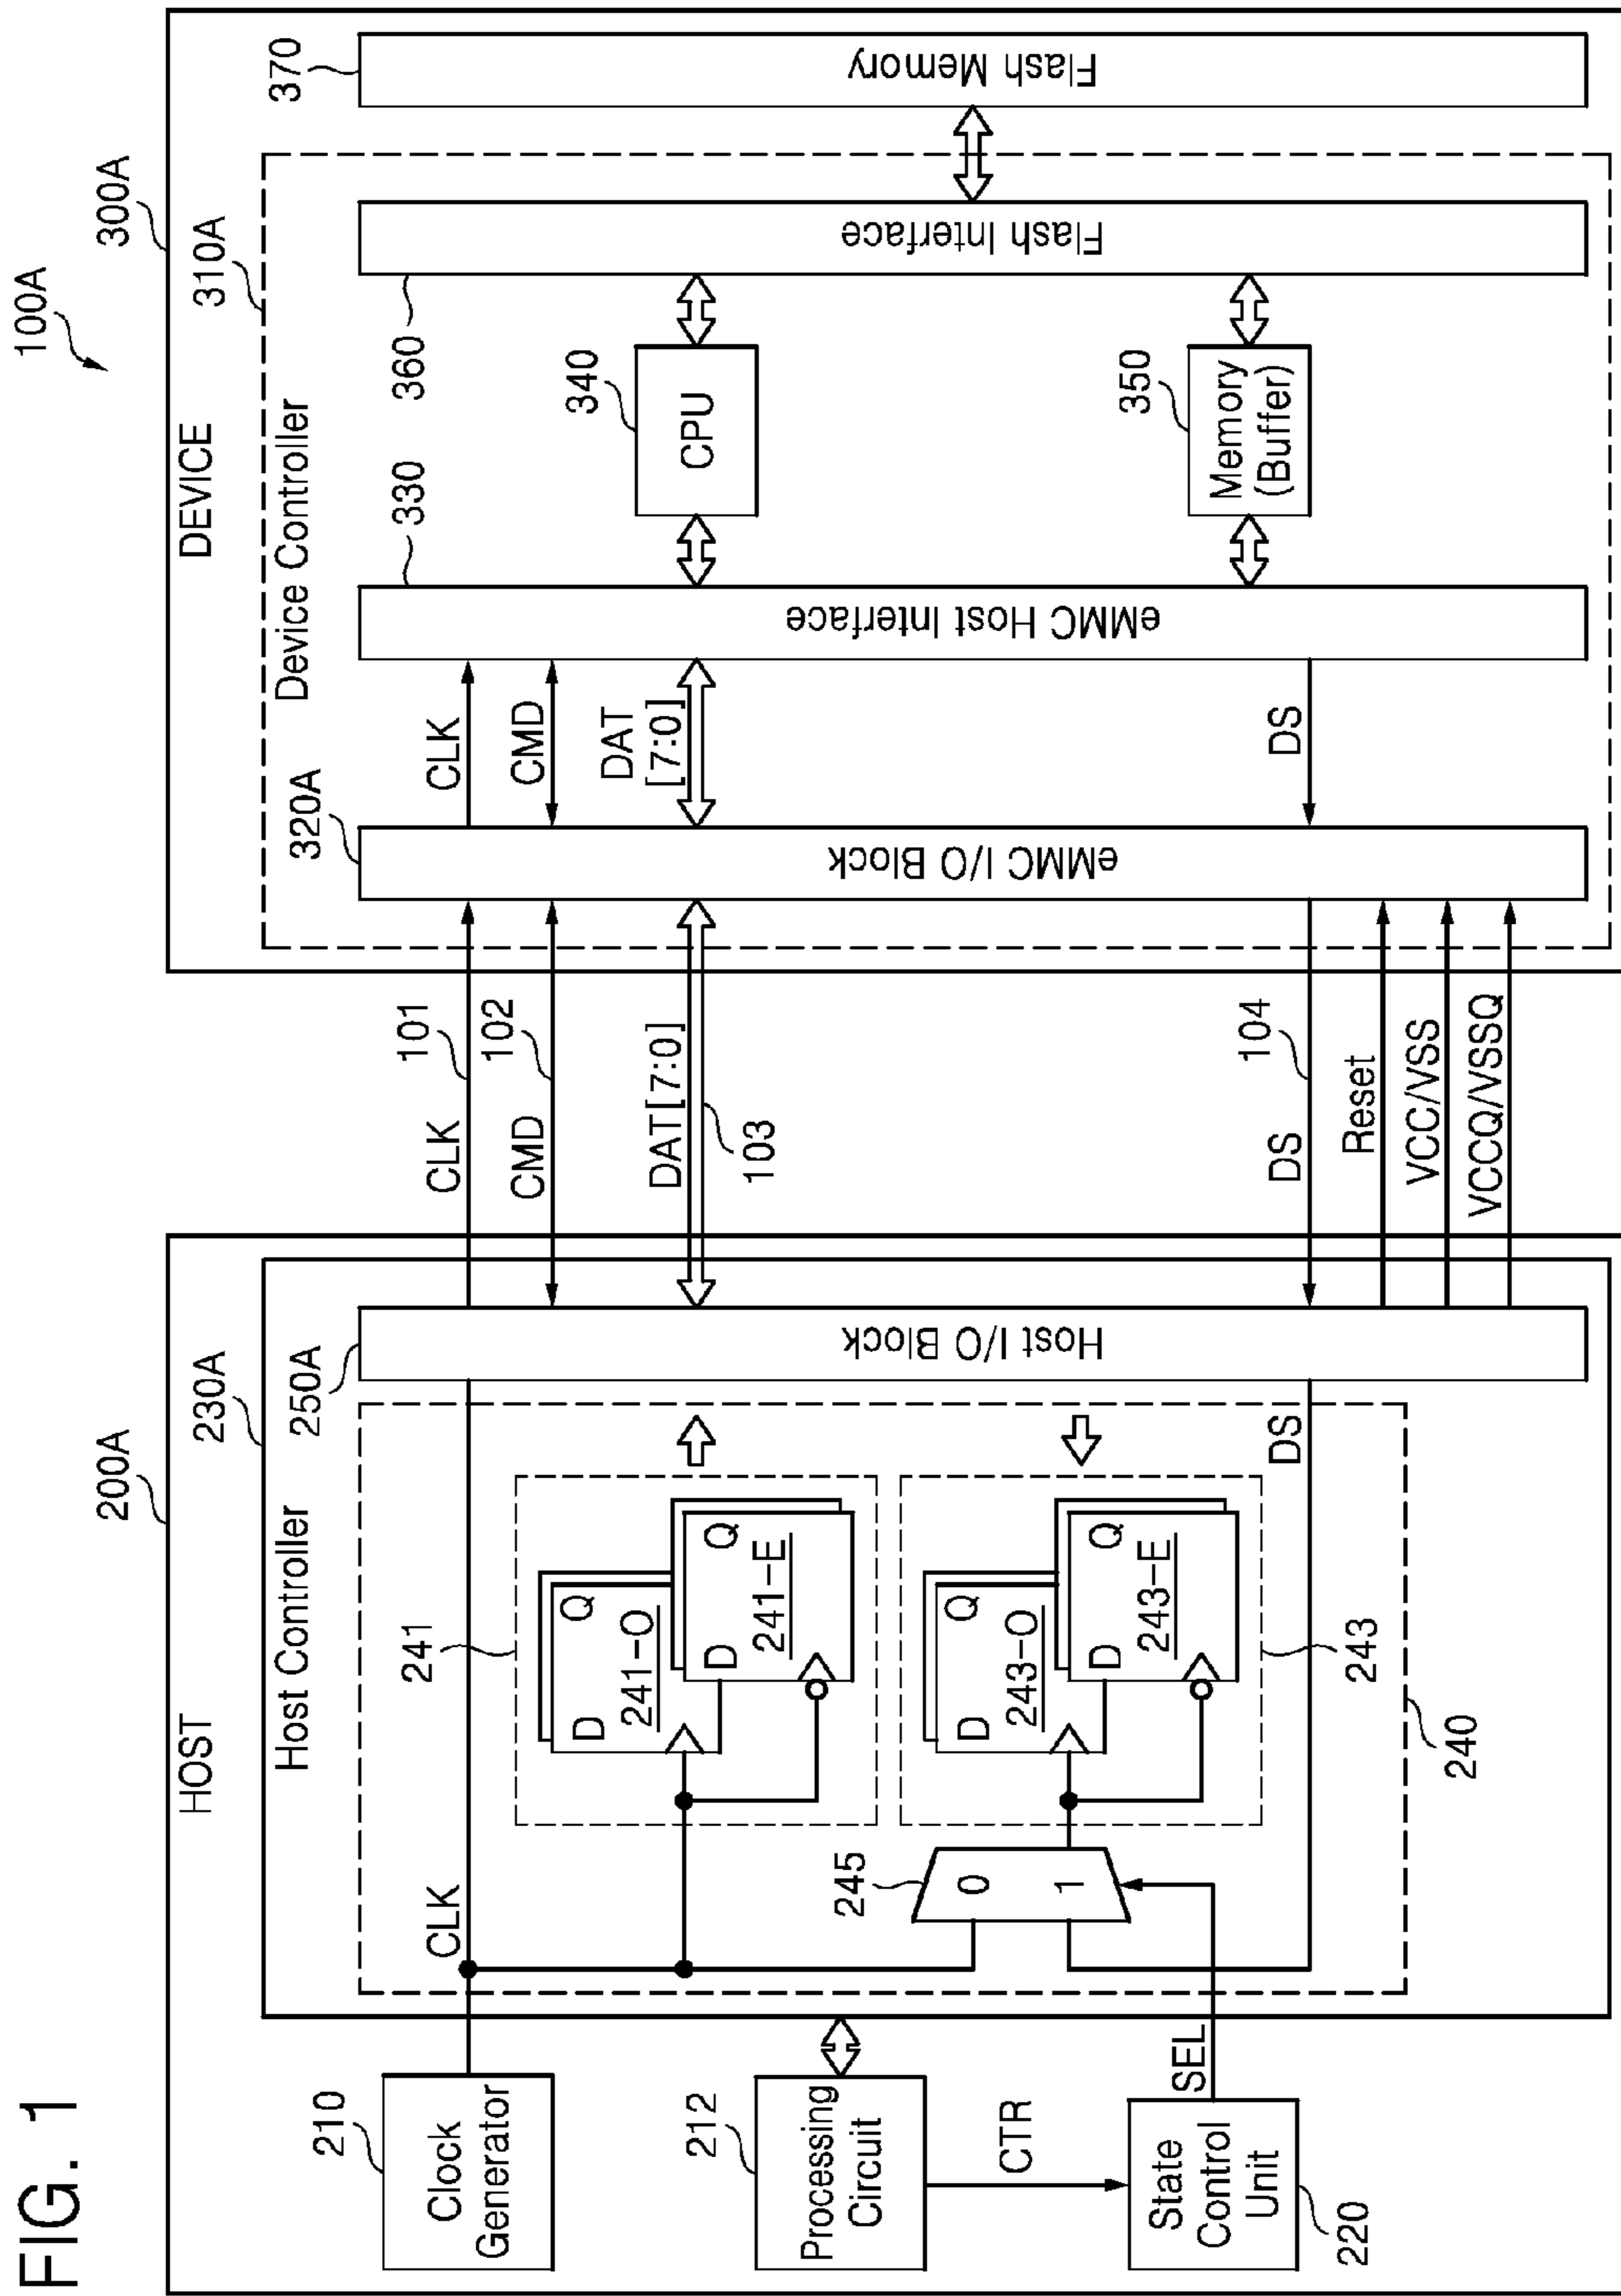 FIG. 1
100A
200A
HOST
210
Clock
Generator
212
Processing
Circuit
CTR
State
Control
Unit
220
SEL
230A
Host Controller
CLK
241
D
Q
241-O
D
Q
241-E
245
0
1
D
Q
243-O
D
Q
243-E
243
240
DS
250A
Host I/O Block
CLK
101
CMD
102
DAT[7:0]
103
DS
104
Reset
VCC/VSS
VCCQ/VSSQ
300A
DEVICE
310A
Device Controller
320A
eMMC I/O Block
CLK
CMD
DAT
[7:0]
DS
330
eMMC Host Interface
340
CPU
350
Memory
(Buffer)
360
Flash Interface
370
Flash Memory